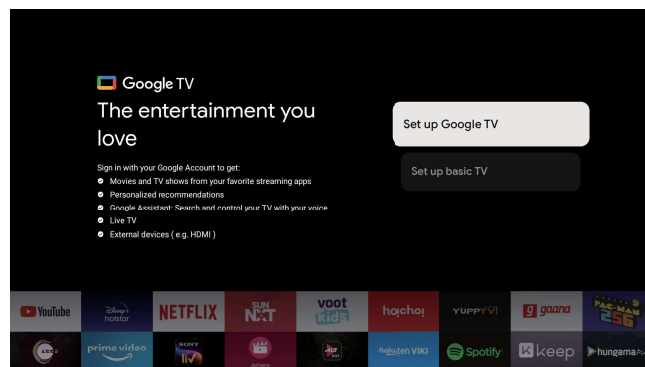 Google TV
The entertainment you
love
Sign in with your Google Account to get:
Movies and TV shows from your favorite streaming apps
Personalized recommendations
Google Assistant: Search and control your TV with your voice
Live TV
External devices ( e.g. HDMI )
Set up Google TV
Set up basic TV
YouTube
Disney+
hotstar
NETFLIX
SUN
NXT
voot
kids
hoichoi
YUPPTV
g gaana
PAC-MAN
256
ZEE5
prime video
SONY
liv
Rakuten VIKI
Spotify
keep
hungama